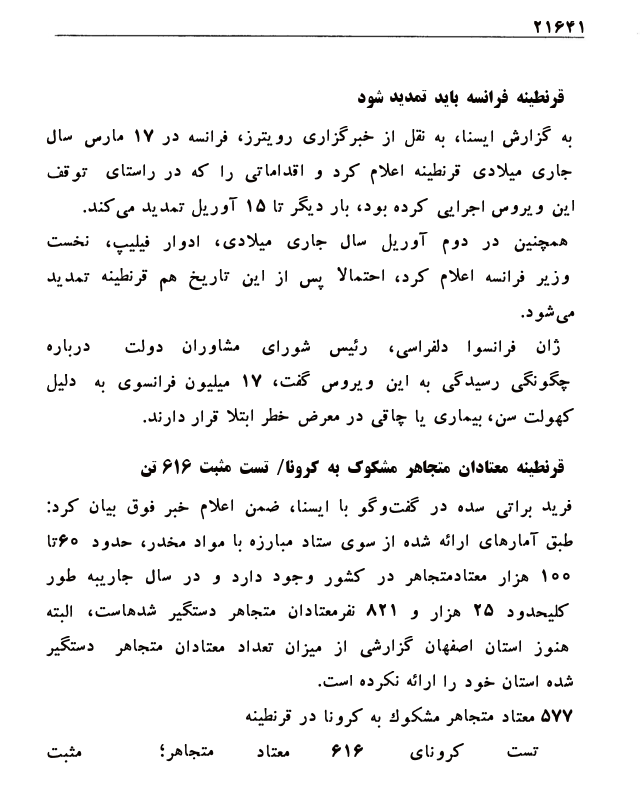 ۲۱۶۴۱
قرنطینه فرانسه باید تمدید شود
به گزارش ایسنا، به نقل از خبرگزاری رویترز، فرانسه در ۱۷ مارس سال
جاری میلادی قرنطینه اعلام کرد و اقداماتی را که در راستای توقف
این ویروس اجرایی کرده بود، بار دیگر تا ۱۵ آوریل تمدید می‌کند.
همچنین در دوم آوریل سال جاری میلادی، ادوار فیلیپ، نخست
وزیر فرانسه اعلام کرد، احتمالاً پس از این تاریخ هم قرنطینه تمدید
می‌شود.
ژان فرانسوا دلفراسی، رئیس شورای مشاوران دولت درباره
چگونگی رسیدگی به این ویروس گفت، ۱۷ میلیون فرانسوی به دلیل
کهولت سن، بیماری یا چاقی در معرض خطر ابتلا قرار دارند.
قرنطینه معتادان متجاهر مشکوک به کرونا/ تست مثبت ۶۱۶ تن
فرید براتی سده در گفت‌وگو با ایسنا، ضمن اعلام خبر فوق بیان کرد:
طبق آمارهای ارائه شده از سوی ستاد مبارزه با مواد مخدر، حدود ۶۰تا
۱۰۰ هزار معتادمتجاهر در کشور وجود دارد و در سال جاریبه طور
کلیحدود ۲۵ هزار و ۸۲۱ نفرمعتادان متجاهر دستگیر شدهاست، البته
هنوز استان اصفهان گزارشی از میزان تعداد معتادان متجاهر دستگیر
شده استان خود را ارائه نکرده است.
۵۷۷ معتاد متجاهر مشکوک به کرونا در قرنطینه
تست کرونای ۶۱۶ معتاد متجاهر؛ مثبت